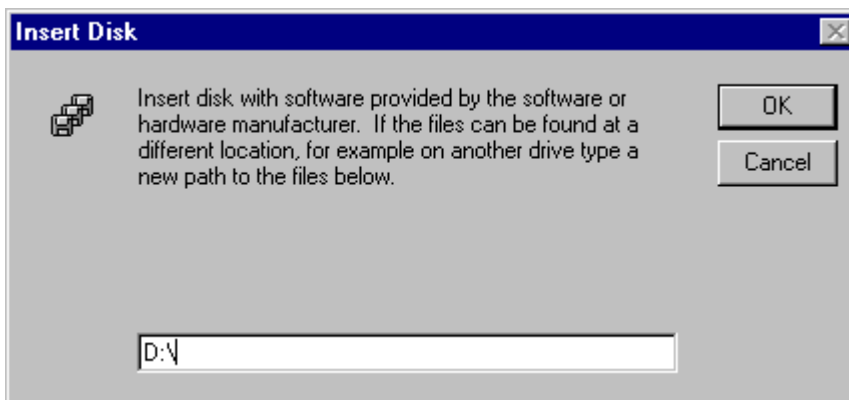 Insert Disk
Insert disk with software provided by the software or
hardware manufacturer. If the files can be found at a
different location, for example on another drive type a
new path to the files below.
OK
Cancel
D:\